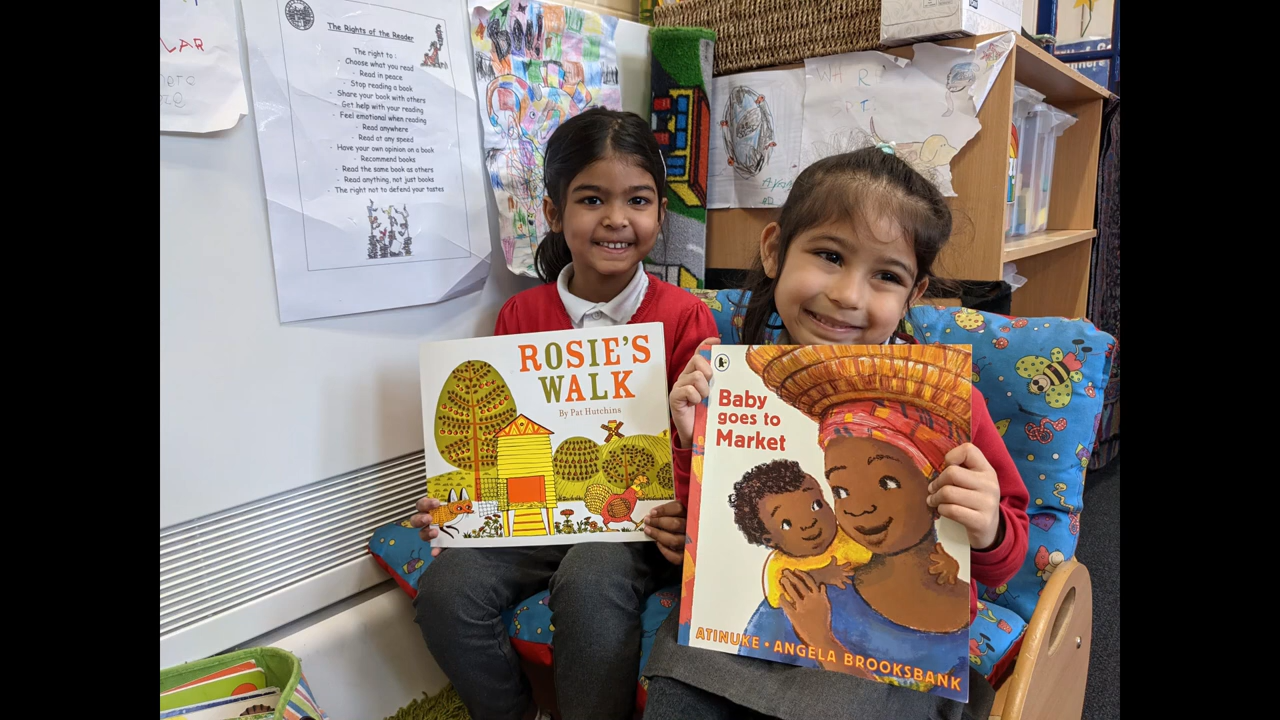 LAR
The Rights of the Reader
The right to :
- Choose what you read
- Read in peace
- Stop reading a book
- Share your book with others
- Get help with your reading
- Feel emotional when reading
- Read anywhere
- Read at any speed
- Have your own opinion on a book
- Recommend books
- Read the same book as others
- Read anything, not just books
- The right not to defend your tastes
ROSIE'S
WALK
By Pat Hutchins
Baby
goes to
Market
ATINUKE • ANGELA BROOKSBANK